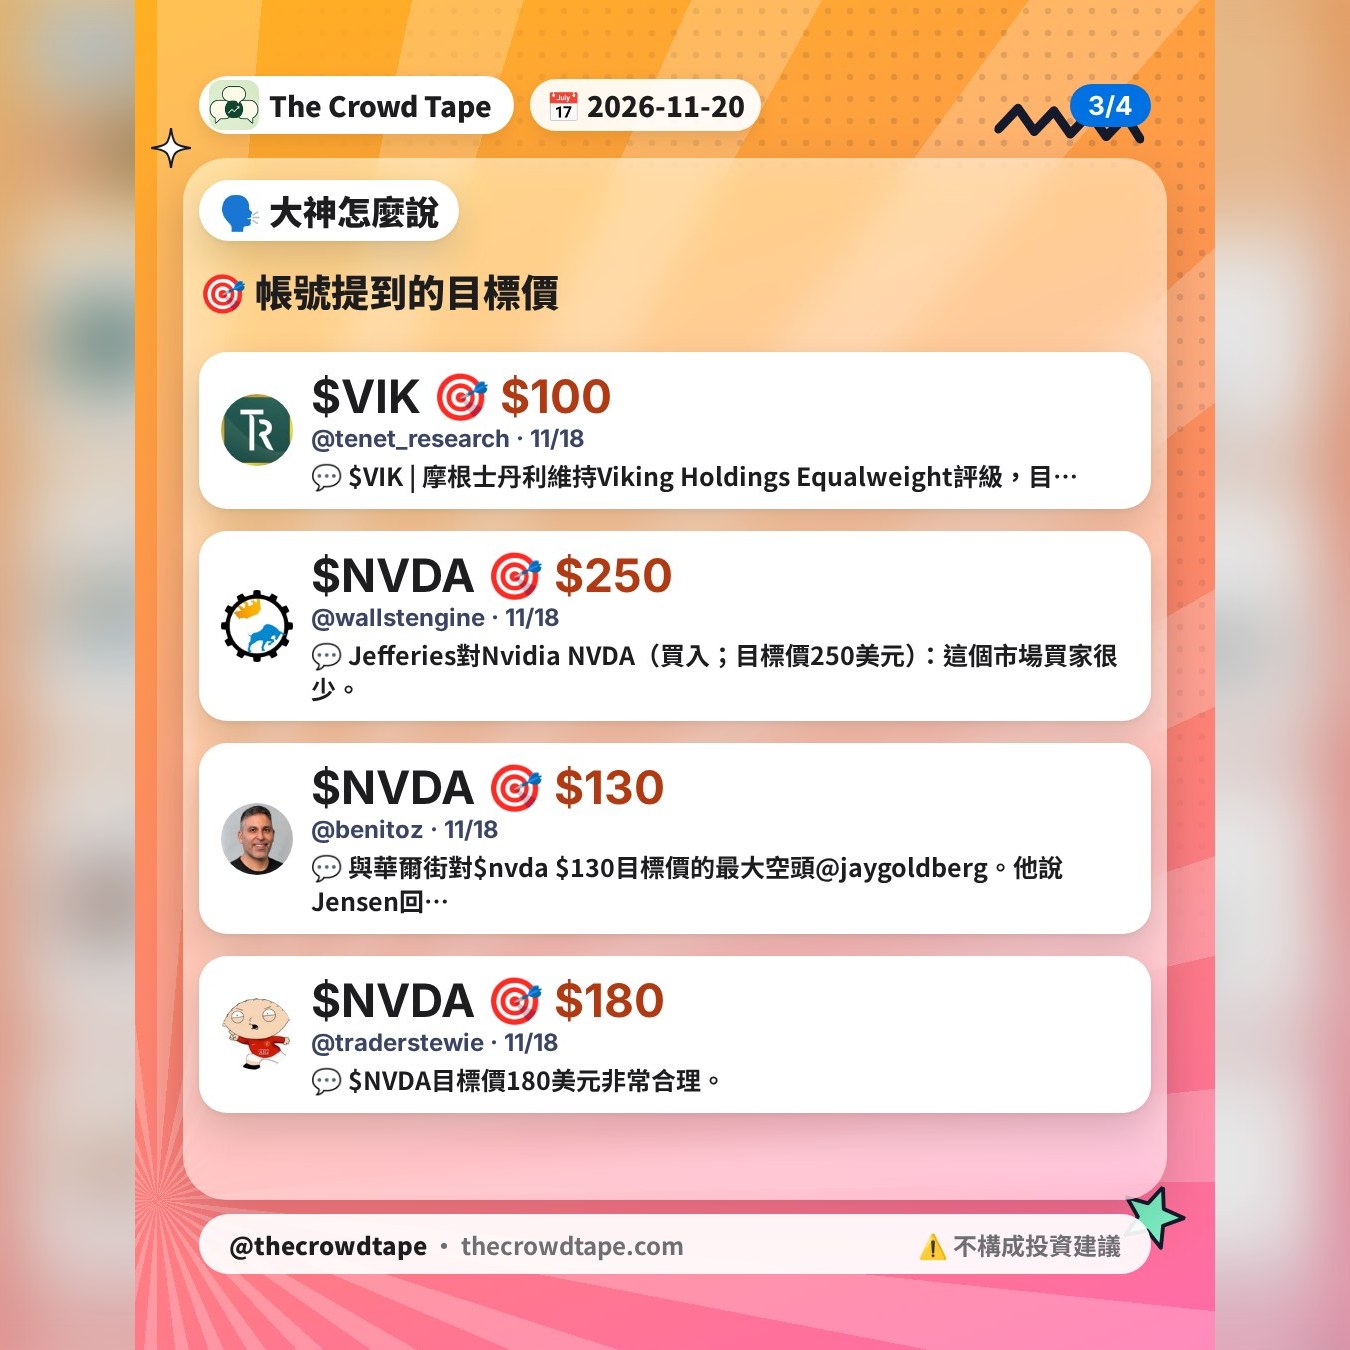 The Crowd Tape
July 17 2026-11-20
3/4
大神怎麼說
帳號提到的目標價
TR
$VIK $100
@tenet_research · 11/18
$VIK | 摩根士丹利維持Viking Holdings Equalweight評級，目…
$NVDA $250
@wallstengine · 11/18
Jefferies對Nvidia NVDA（買入；目標價250美元）：這個市場買家很
少。
$NVDA $130
@benitoz · 11/18
與華爾街對$nvda $130目標價的最大空頭@jaygoldberg。他說
Jensen回…
$NVDA $180
@traderstewie · 11/18
$NVDA目標價180美元非常合理。
@thecrowdtape • thecrowdtape.com
不構成投資建議